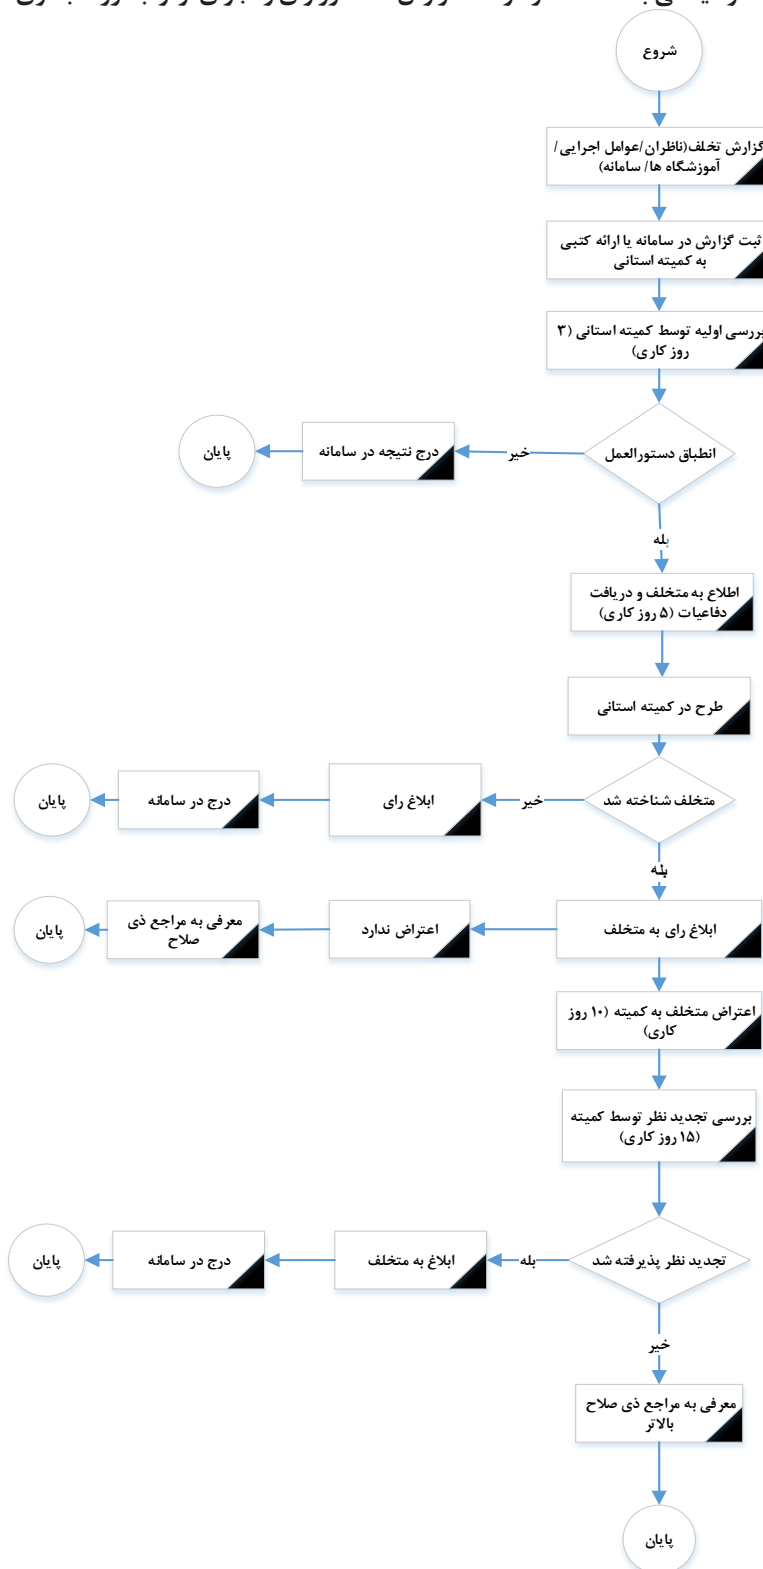 شروع
گزارش تخلف(ناظران/عوامل اجرایی/
آموزشگاه ها/ سامانه)
ثبت گزارش در سامانه یا ارائه کتبی
به کمیته استانی
بررسی اولیه توسط کمیته استانی (۳
روز کاری)
انطباق دستورالعمل
خیر
درج نتیجه در سامانه
پایان
بله
اطلاع به متخلف و دریافت
دفاعیات (۵ روز کاری)
طرح در کمیته استانی
متخلف شناخته شد
خیر
ابلاغ رای
درج در سامانه
پایان
بله
ابلاغ رای به متخلف
اعتراض ندارد
معرفی به مراجع ذی
صلاح
پایان
اعتراض متخلف به کمیته (۱۰ روز
کاری)
بررسی تجدید نظر توسط کمیته
(۱۵ روز کاری)
تجدید نظر پذیرفته شد
بله
ابلاغ به متخلف
درج در سامانه
پایان
خیر
معرفی به مراجع ذی صلاح
بالاتر
پایان